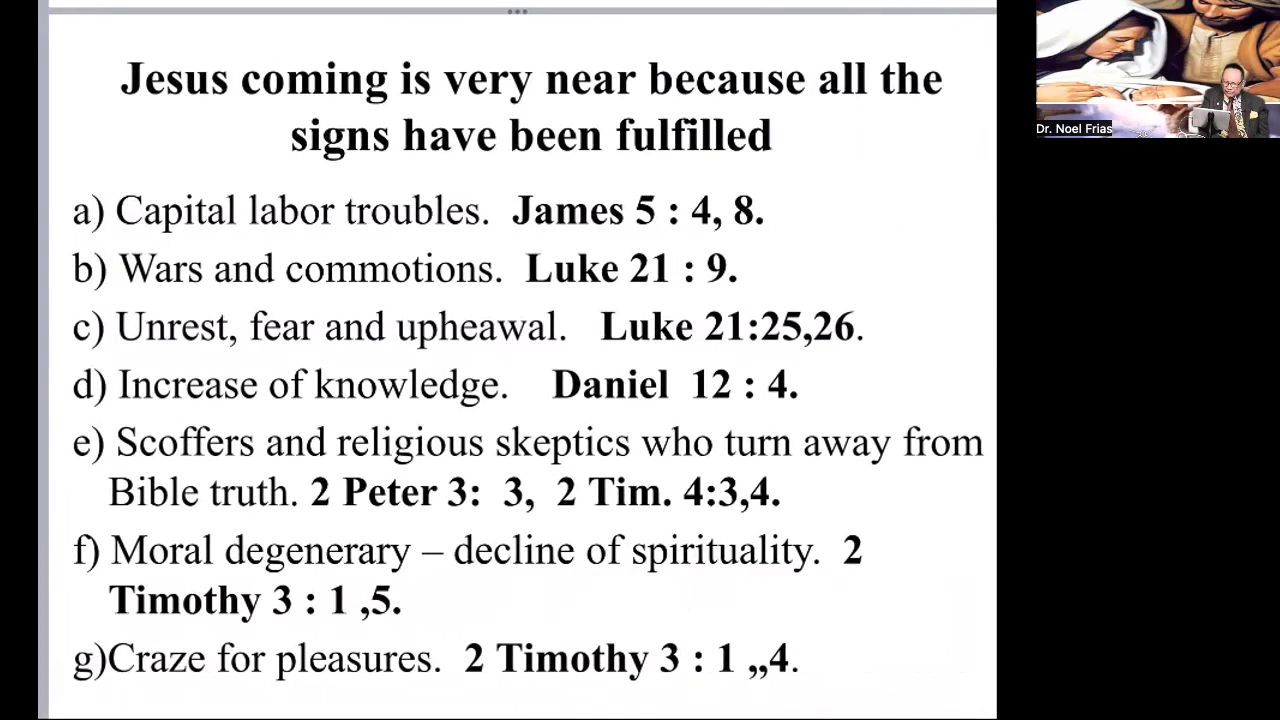 Jesus coming is very near because all the
signs have been fulfilled
a) Capital labor troubles. James 5 : 4, 8.
b) Wars and commotions. Luke 21 : 9.
c) Unrest, fear and upheawal. Luke 21:25,26.
d) Increase of knowledge. Daniel 12 : 4.
e) Scoffers and religious skeptics who turn away from
Bible truth. 2 Peter 3: 3, 2 Tim. 4:3,4.
f) Moral degenerary – decline of spirituality. 2
Timothy 3 : 1 ,5.
g)Craze for pleasures. 2 Timothy 3 : 1 ,,4.
Dr. Noel Frias